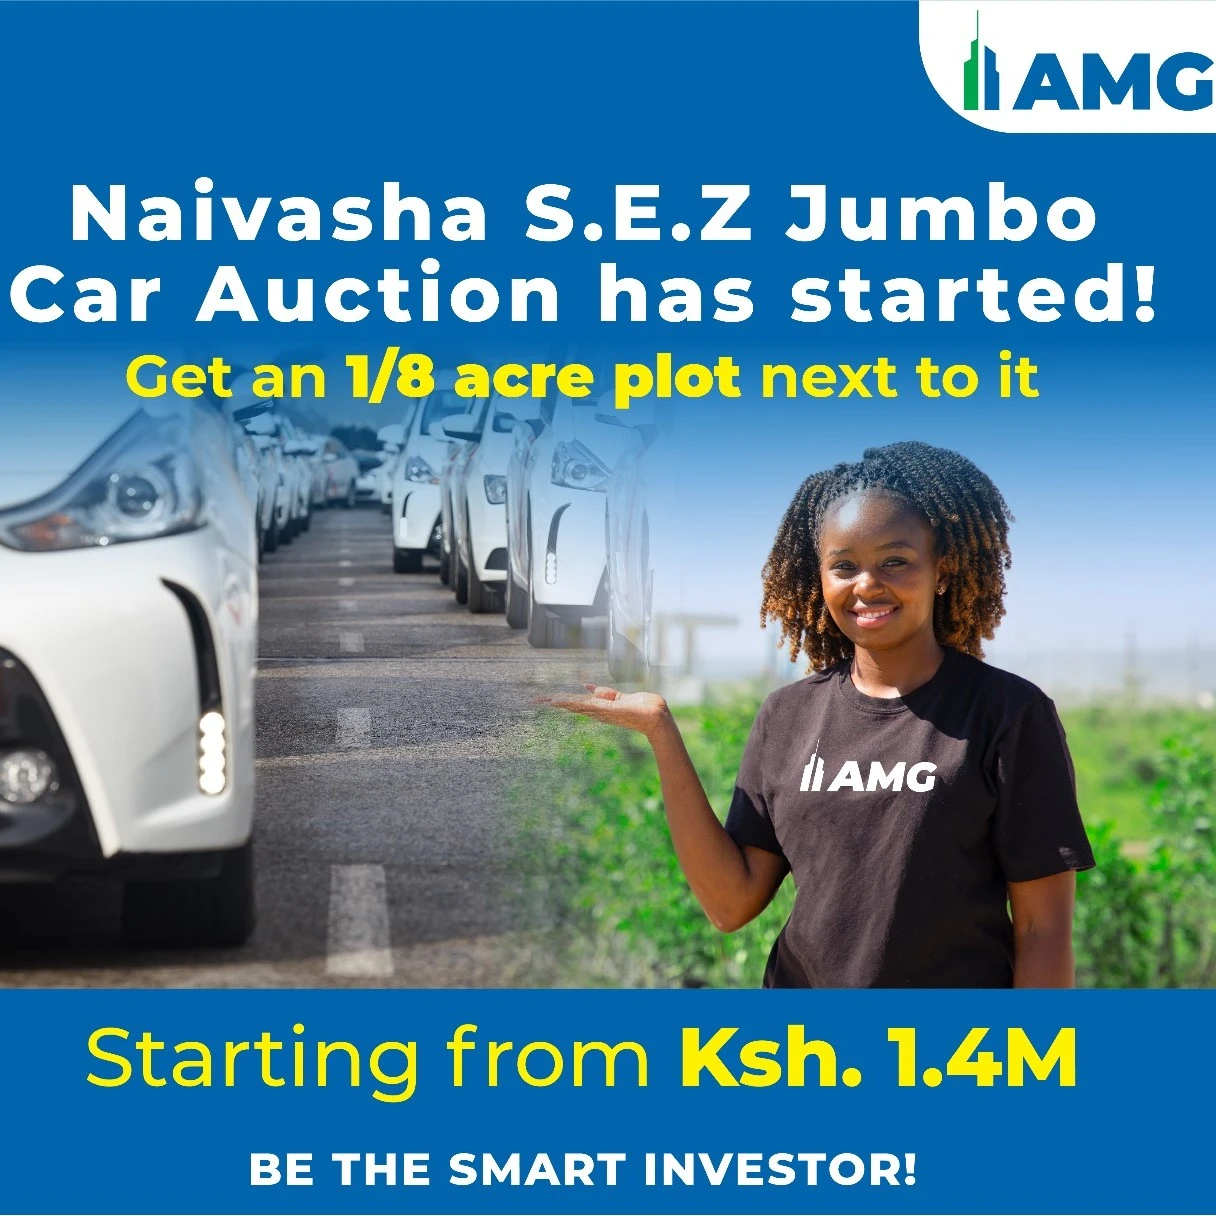 AMG
Naivasha S.E.Z Jumbo
Car Auction has started!
Get an 1/8 acre plot next to it
AMG
Starting from Ksh. 1.4M
BE THE SMART INVESTOR!